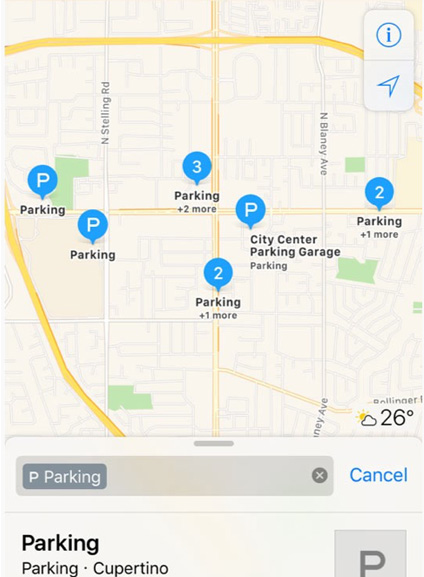 N Stelling Rd
N Blaney Ave
3
Parking
+2 more
P
Parking
P
Parking
P
City Center
Parking Garage
Parking
2
Parking
+1 more
2
Parking
+1 more
Bollinger
ney Ave
26°
P Parking
Cancel
Parking
Parking · Cupertino
P